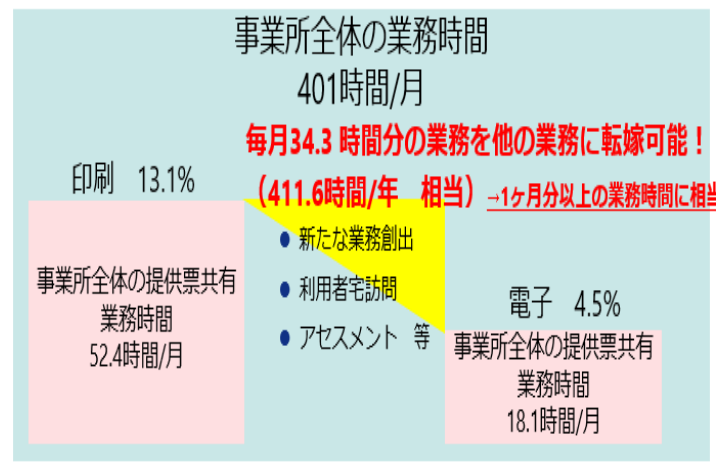 事業所全体の業務時間
401時間/月
毎月34.3 時間分の業務を他の業務に転嫁可能！
（411.6時間/年　相当）→1ヶ月分以上の業務時間に相当
印刷　13.1%
事業所全体の提供票共有
業務時間
52.4時間/月
● 新たな業務創出
● 利用者宅訪問
● アセスメント　等
電子　4.5%
事業所全体の提供票共有
業務時間
18.1時間/月